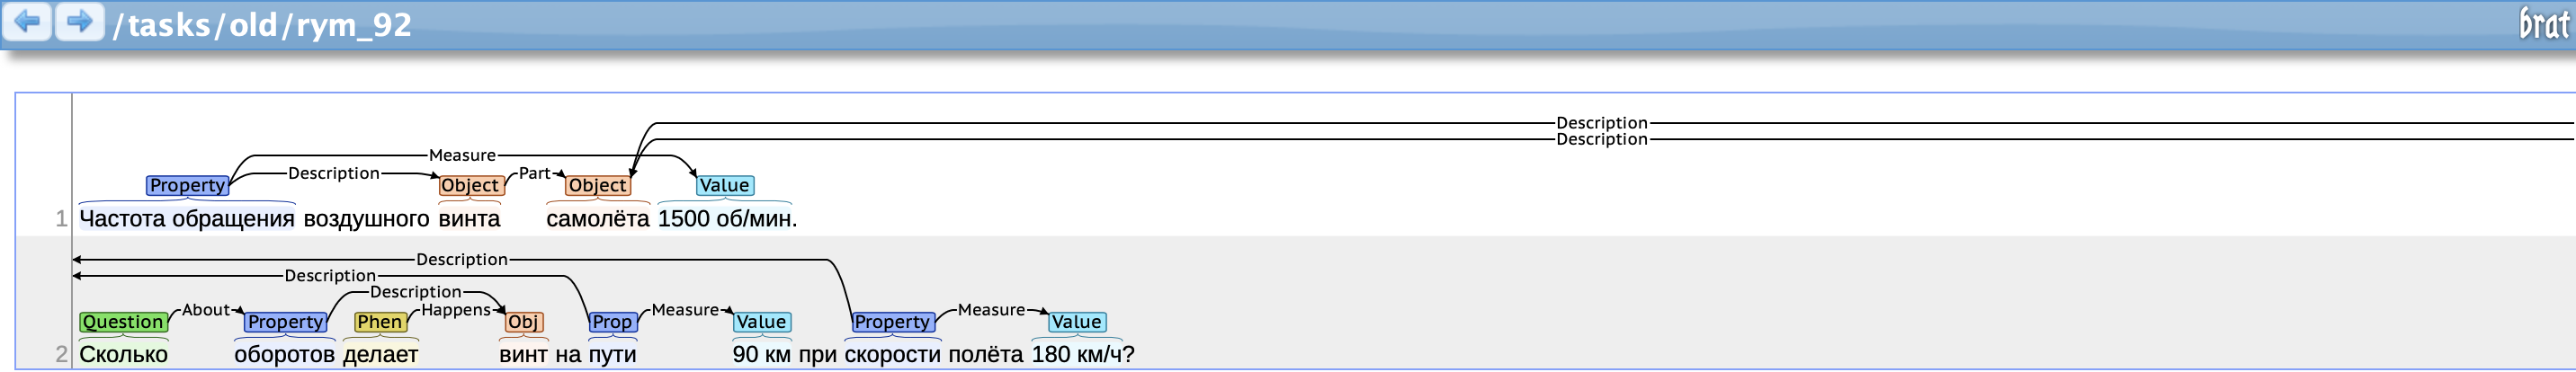 /tasks/old/rym_92 brat
Description
Description
Measure
Description Part
Property Object Object Value
1 Частота обращения воздушного винта самолёта 1500 об/мин.
Description
Description
Description
About Happens Measure Measure
Question Property Phen Obj Prop Value Property Value
2 Сколько оборотов делает винт на пути 90 км при скорости полёта 180 км/ч?